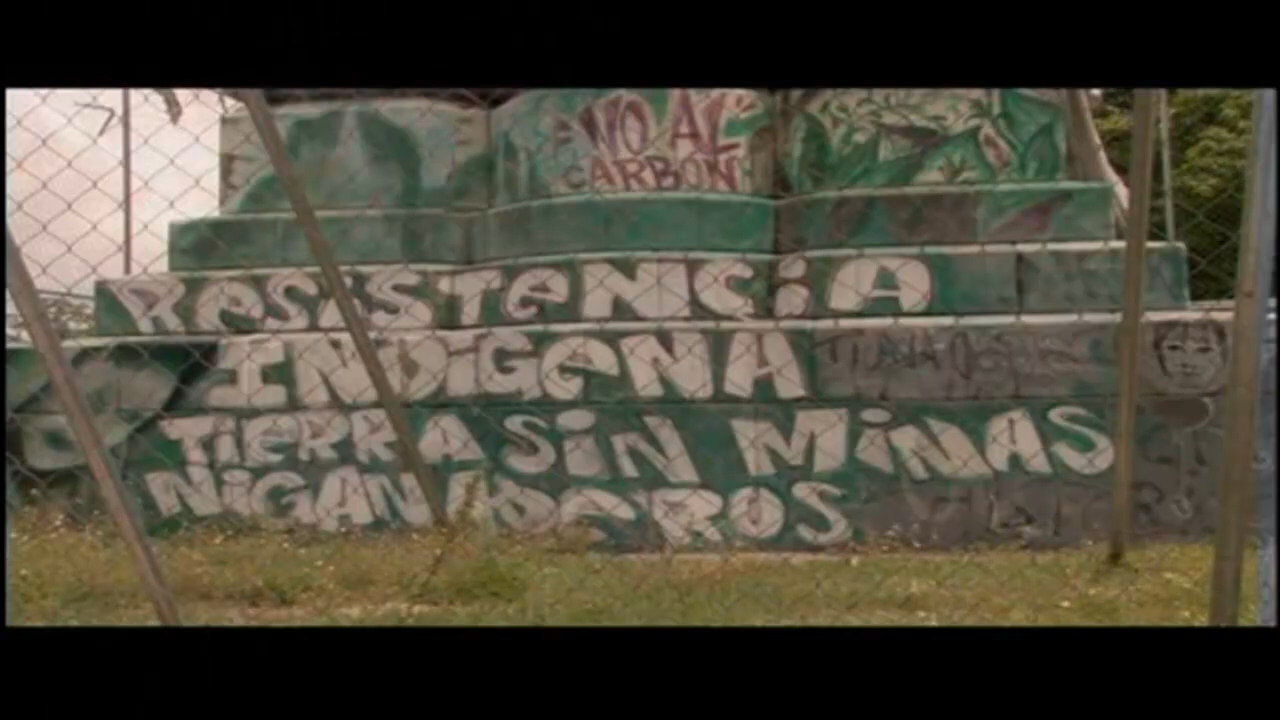 NO AL
CARBON
ResisTeNciA
INDiGeNA
TieRRA SiN MiNAS
Ni GANADeROS